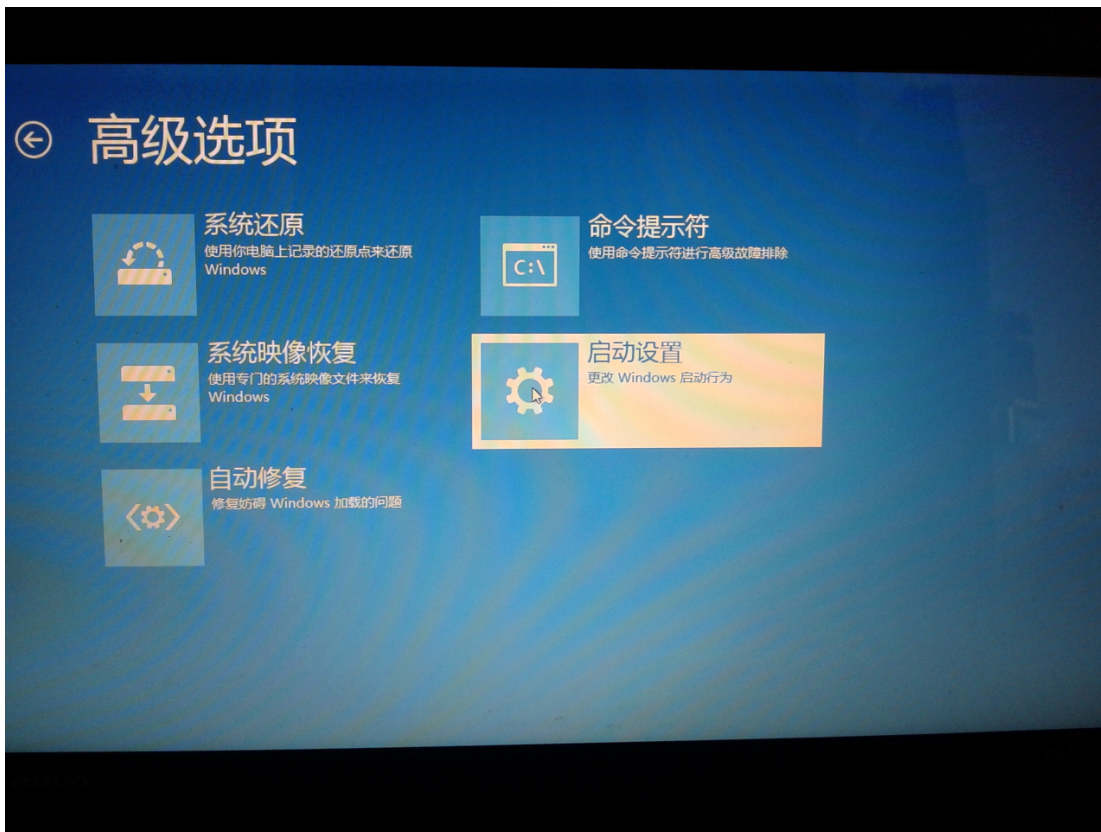 高级选项
系统还原
使用你电脑上记录的还原点来还原
Windows
命令提示符
使用命令提示符进行高级故障排除
C:\
系统映像恢复
使用专门的系统映像文件来恢复
Windows
启动设置
更改 Windows 启动行为
自动修复
修复妨碍 Windows 加载的问题